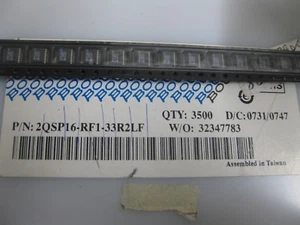 QTY: 3500 D/C:0731/0747
P/N: 2QSP16-RF1-33R2LF W/O: 32347783
Assembled in Taiwan